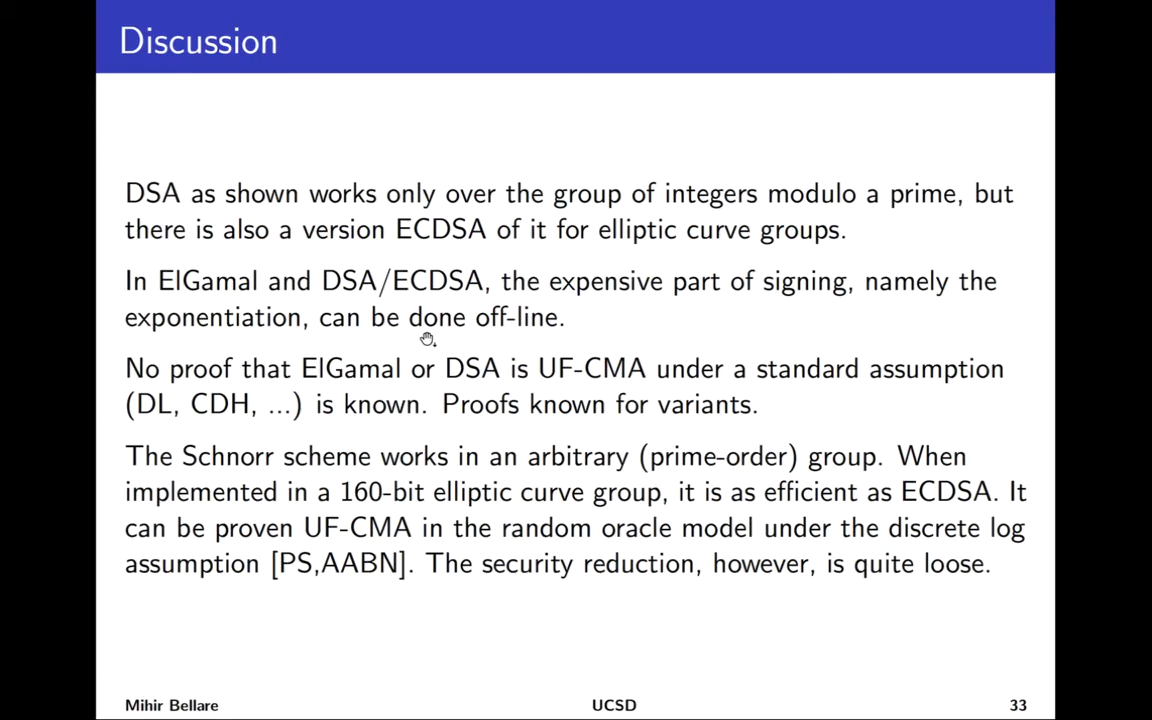 Discussion
DSA as shown works only over the group of integers modulo a prime, but
there is also a version ECDSA of it for elliptic curve groups.
In ElGamal and DSA/ECDSA, the expensive part of signing, namely the
exponentiation, can be done off-line.
No proof that ElGamal or DSA is UF-CMA under a standard assumption
(DL, CDH, ...) is known. Proofs known for variants.
The Schnorr scheme works in an arbitrary (prime-order) group. When
implemented in a 160-bit elliptic curve group, it is as efficient as ECDSA. It
can be proven UF-CMA in the random oracle model under the discrete log
assumption [PS,AABN]. The security reduction, however, is quite loose.
Mihir Bellare UCSD 33